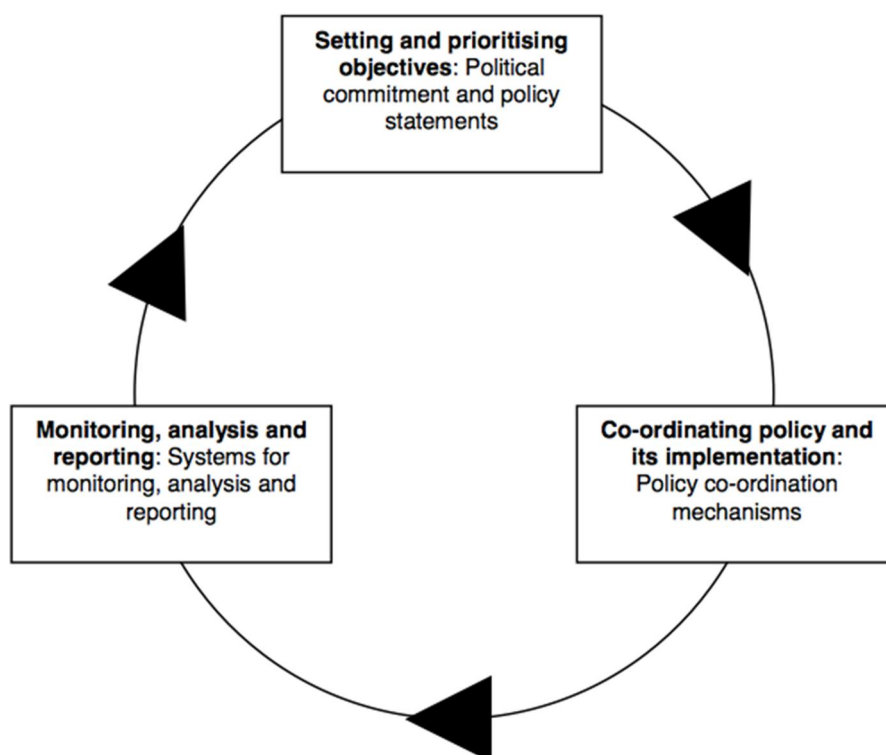 Setting and prioritising
objectives: Political
commitment and policy
statements
Monitoring, analysis and
reporting: Systems for
monitoring, analysis and
reporting
Co-ordinating policy and
its implementation:
Policy co-ordination
mechanisms